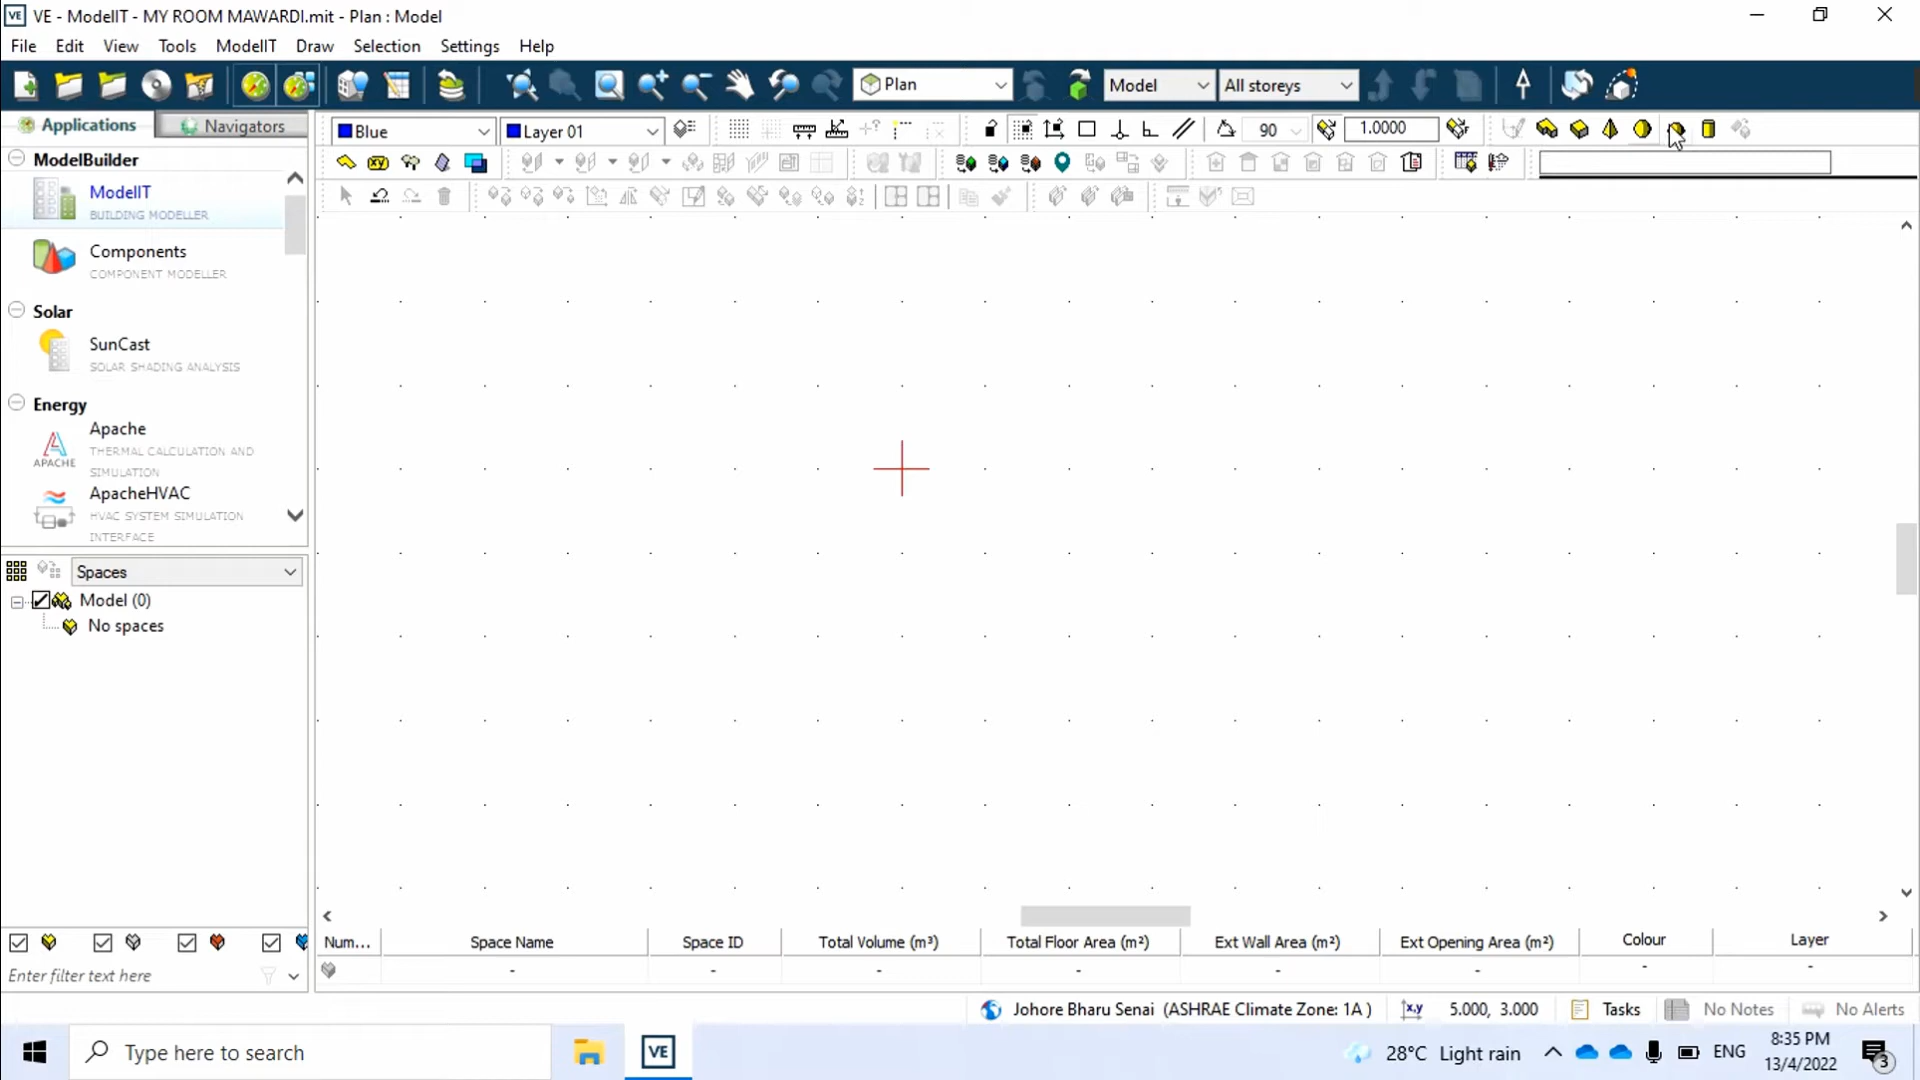 VE VE - ModelIT - MY ROOM MAWARDI.mit - Plan : Model
File Edit View Tools ModelIT Draw Selection Settings Help
Plan Model All storeys
Applications Navigators
Blue Layer 01 90 1.0000
ModelBuilder
xy
ModelIT
BUILDING MODELLER
Components
COMPONENT MODELLER
Solar
SunCast
SOLAR SHADING ANALYSIS
Energy
Apache
THERMAL CALCULATION AND
SIMULATION
APACHE
ApacheHVAC
HVAC SYSTEM SIMULATION
INTERFACE
Spaces
Model (0)
No spaces
Num... Space Name Space ID Total Volume (m³) Total Floor Area (m²) Ext Wall Area (m²) Ext Opening Area (m²) Colour Layer
- - - - - - - -
Enter filter text here
Johore Bharu Senai (ASHRAE Climate Zone: 1A ) x,y 5.000, 3.000 Tasks No Notes No Alerts
Type here to search VE 28°C Light rain ENG 8:35 PM
13/4/2022 3